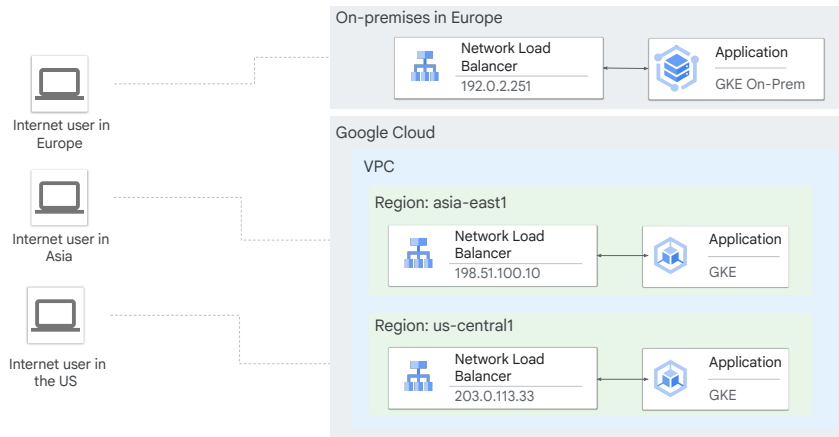 On-premises in Europe
Network Load
Balancer
192.0.2.251
Application
GKE On-Prem
Internet user in
Europe
Google Cloud
VPC
Internet user in
Asia
Region: asia-east1
Network Load
Balancer
198.51.100.10
Application
GKE
Internet user in
the US
Region: us-central1
Network Load
Balancer
203.0.113.33
Application
GKE